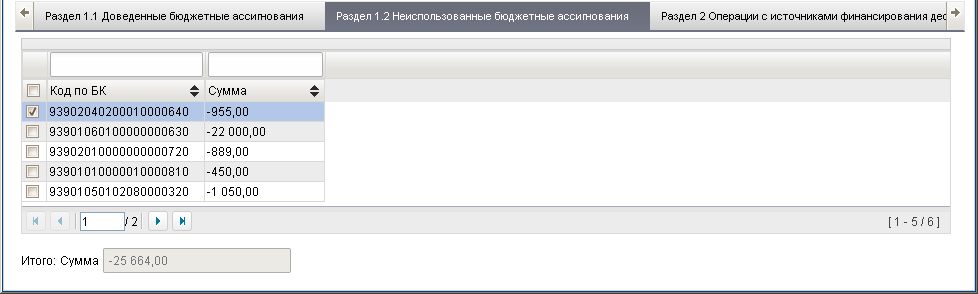 Раздел 1.1 Доведенные бюджетные ассигнования Раздел 1.2 Неиспользованные бюджетные ассигнования Раздел 2 Операции с источниками финансирования де
Код по БК Сумма
93902040200010000640 -955,00
93901060100000000630 -22 000,00
93902010000000000720 -889,00
93901010000010000810 -450,00
93901050102080000320 -1 050,00
1 / 2 [ 1 - 5 / 6 ]
Итого: Сумма -25 664,00